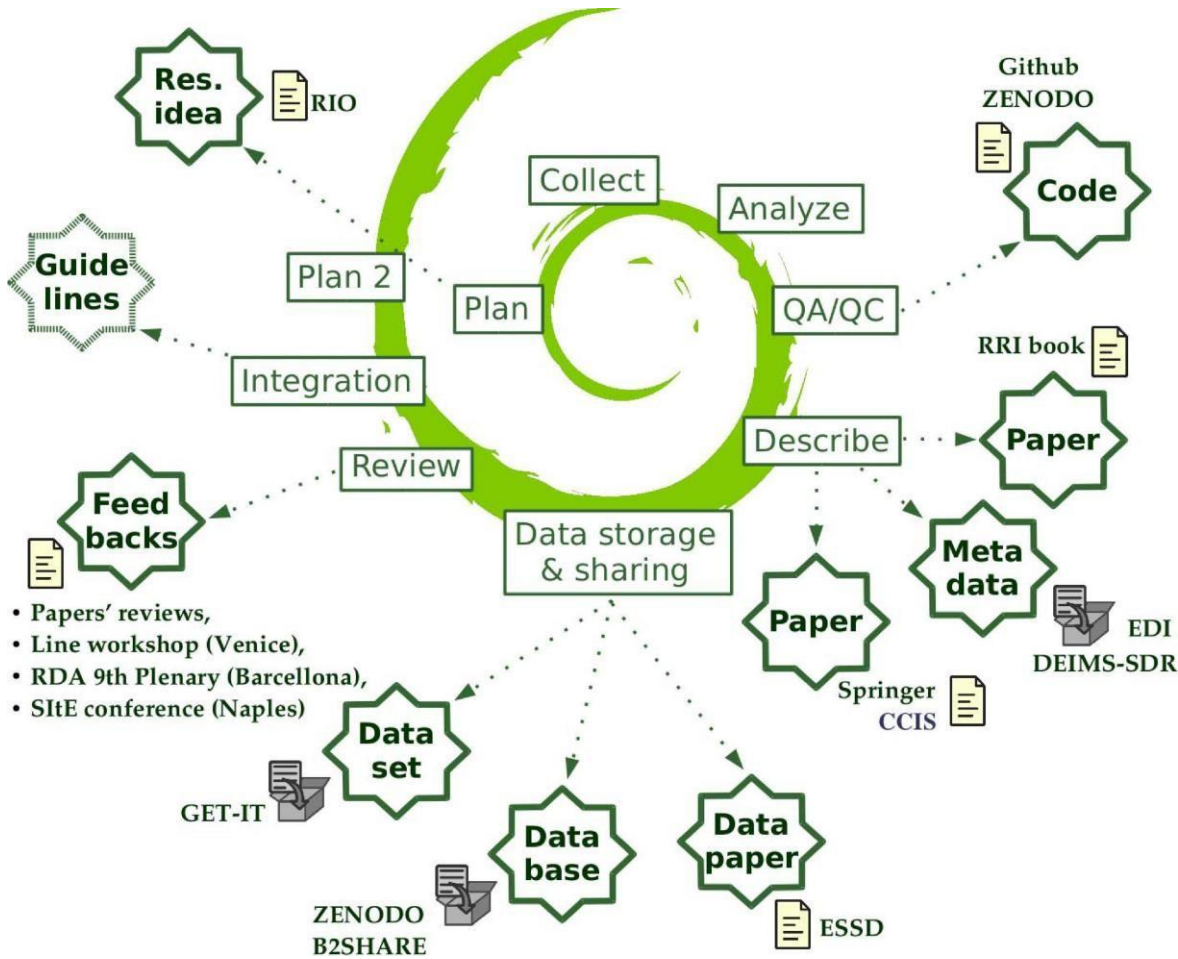 Res.
idea
RIO
Github
ZENODO
Code
Collect
Analyze
Guide
lines
Plan 2
Plan
QA/QC
Integration
RRI book
Paper
Describe
Review
Feed
backs
Data storage
& sharing
Meta
data
Paper
EDI
DEIMS-SDR
• Papers’ reviews,
• Line workshop (Venice),
• RDA 9th Plenary (Barcellona),
• SItE conference (Naples)
Springer
CCIS
Data
set
GET-IT
Data
base
ZENODO
B2SHARE
Data
paper
ESSD